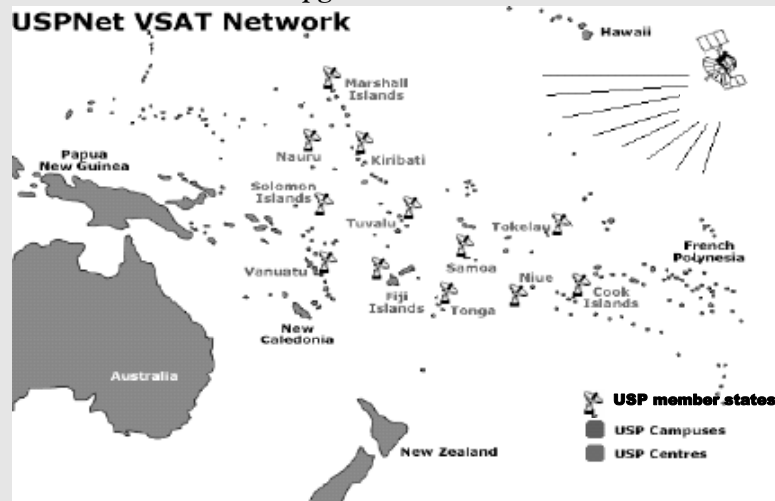 USPNet VSAT Network
Hawaii
Marshall
Islands
Papua
New Guinea
Nauru
Kiribati
Solomon
Islands
Tuvalu
Tokelau
French
Polynesia
Vanuatu
Samoa
Niue
Fiji
Islands
Cook
Islands
Tonga
New
Caledonia
Australia
USP member states
USP Campuses
New Zealand
USP Centres